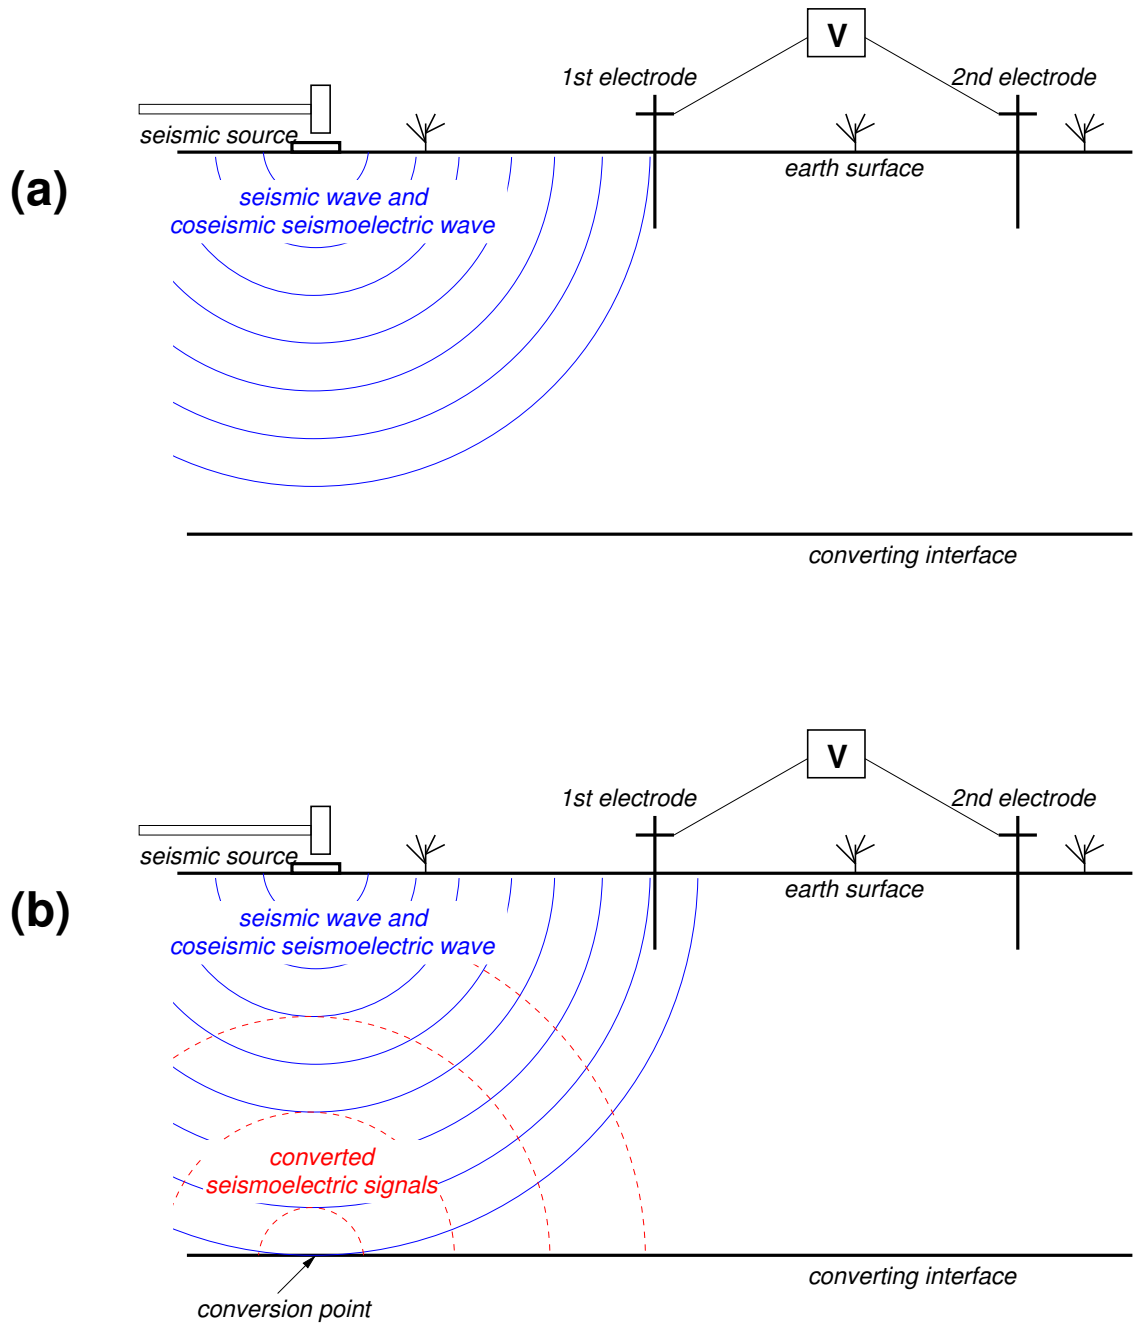 V
1st electrode
2nd electrode
seismic source
earth surface
(a)
seismic wave and
coseismic seismoelectric wave
converting interface
V
1st electrode
2nd electrode
seismic source
earth surface
(b)
seismic wave and
coseismic seismoelectric wave
converted
seismoelectric signals
converting interface
conversion point